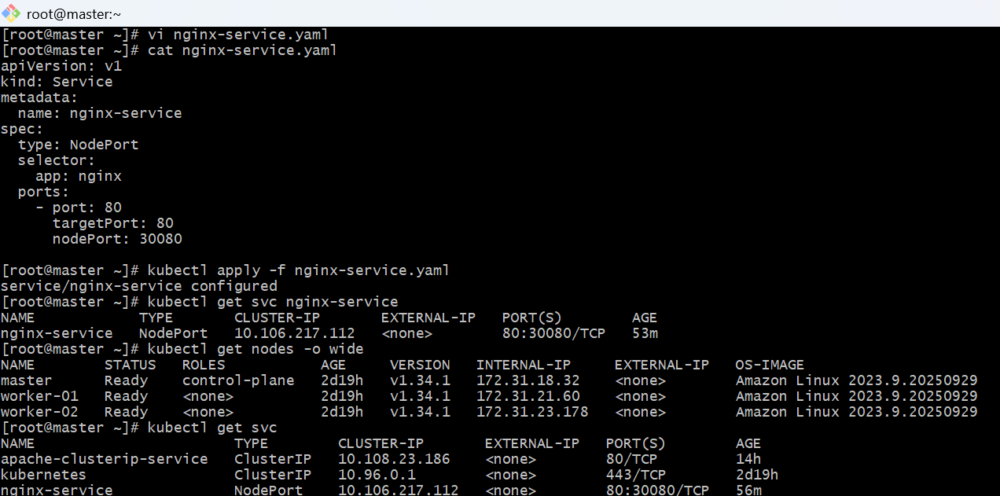 root@master:~
[root@master ~]# vi nginx-service.yaml
[root@master ~]# cat nginx-service.yaml
apiVersion: v1
kind: Service
metadata:
  name: nginx-service
spec:
  type: NodePort
  selector:
    app: nginx
  ports:
    - port: 80
      targetPort: 80
      nodePort: 30080

[root@master ~]# kubectl apply -f nginx-service.yaml
service/nginx-service configured
[root@master ~]# kubectl get svc nginx-service
NAME            TYPE       CLUSTER-IP       EXTERNAL-IP   PORT(S)        AGE
nginx-service   NodePort   10.106.217.112   <none>        80:30080/TCP   53m
[root@master ~]# kubectl get nodes -o wide
NAME        STATUS   ROLES           AGE     VERSION   INTERNAL-IP     EXTERNAL-IP   OS-IMAGE
master      Ready    control-plane   2d19h   v1.34.1   172.31.18.32    <none>        Amazon Linux 2023.9.20250929
worker-01   Ready    <none>          2d19h   v1.34.1   172.31.21.60    <none>        Amazon Linux 2023.9.20250929
worker-02   Ready    <none>          2d19h   v1.34.1   172.31.23.178   <none>        Amazon Linux 2023.9.20250929
[root@master ~]# kubectl get svc
NAME                       TYPE        CLUSTER-IP       EXTERNAL-IP   PORT(S)        AGE
apache-clusterip-service   ClusterIP   10.108.23.186    <none>        80/TCP         14h
kubernetes                 ClusterIP   10.96.0.1        <none>        443/TCP        2d19h
nginx-service              NodePort    10.106.217.112   <none>        80:30080/TCP   56m